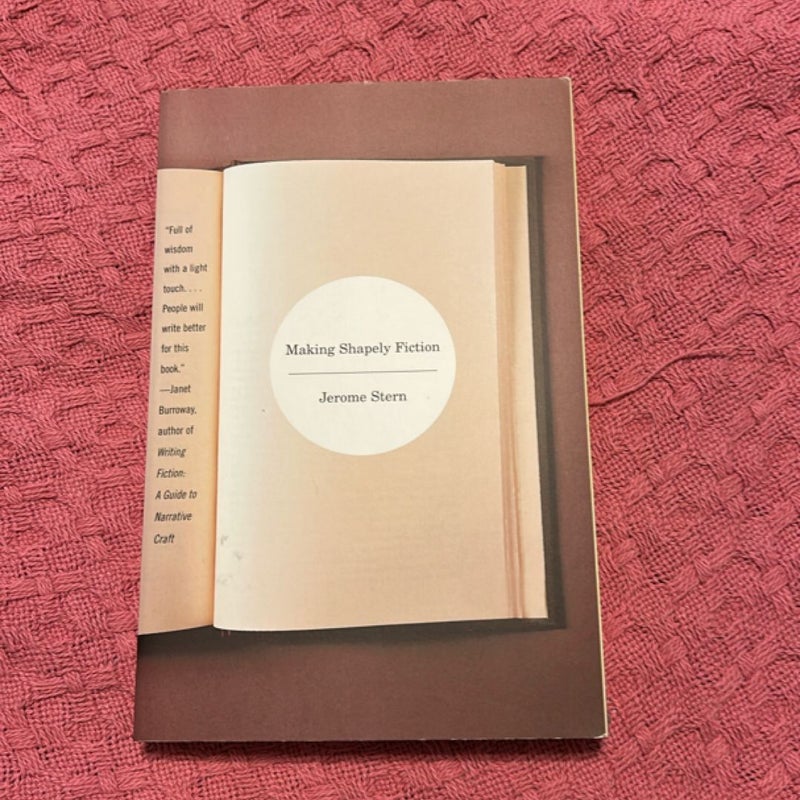 "Full of
wisdom
with a light
touch. . . .
People will
write better
for this
book."
—Janet
Burroway,
author of
Writing
Fiction:
A Guide to
Narrative
Craft
Making Shapely Fiction
Jerome Stern